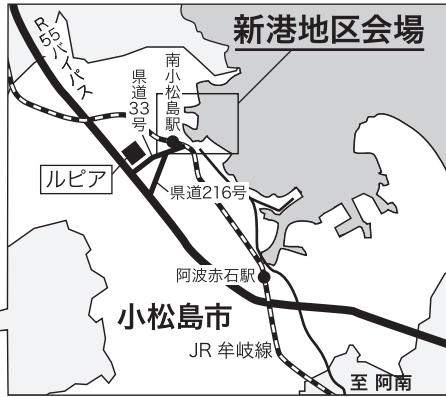 新港地区会場
R55バイパス
県道33号
南小松島駅
ルピア
県道216号
阿波赤石駅
小松島市
JR 牟岐線
至 阿南